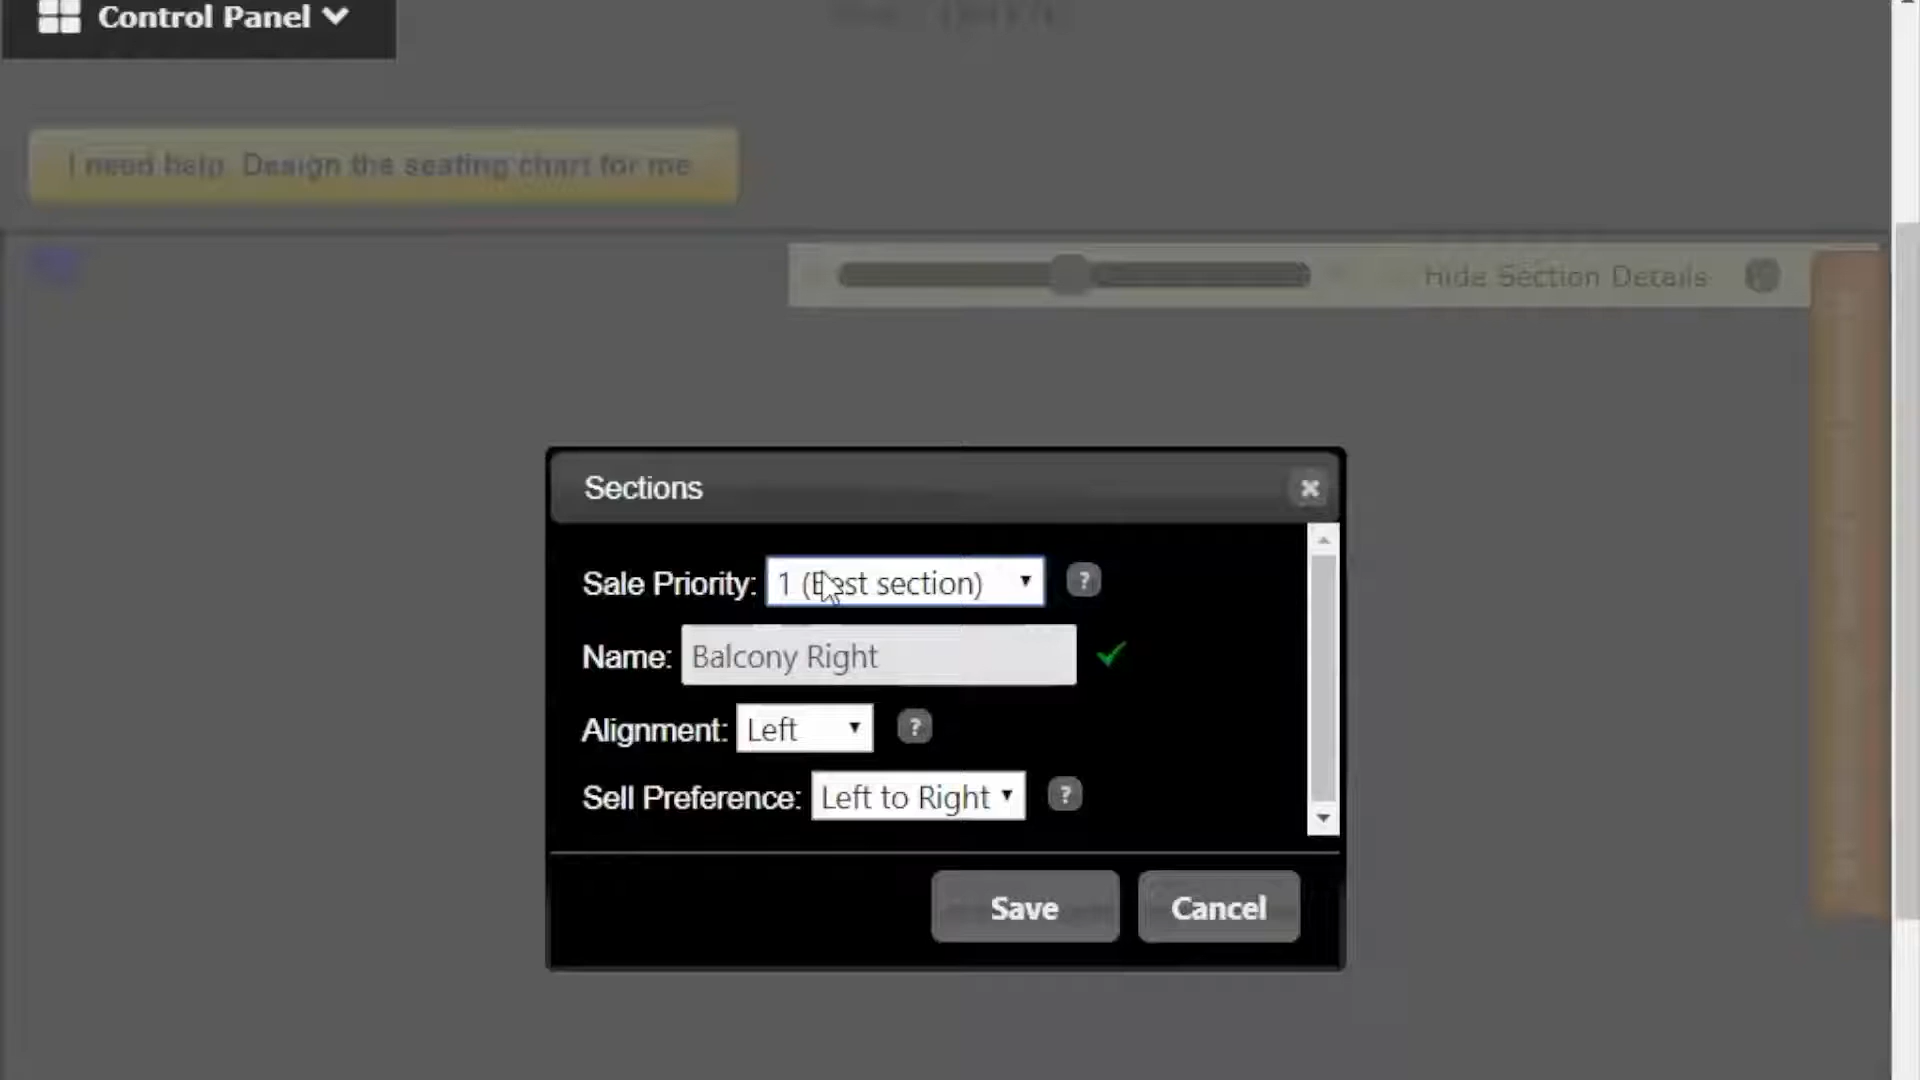 Control Panel
I need help. Design the seating chart for me
Hide Section Details
Sections
Sale Priority: 1 (Best section) ?
Name: Balcony Right
Alignment: Left ?
Sell Preference: Left to Right ?
Save Cancel